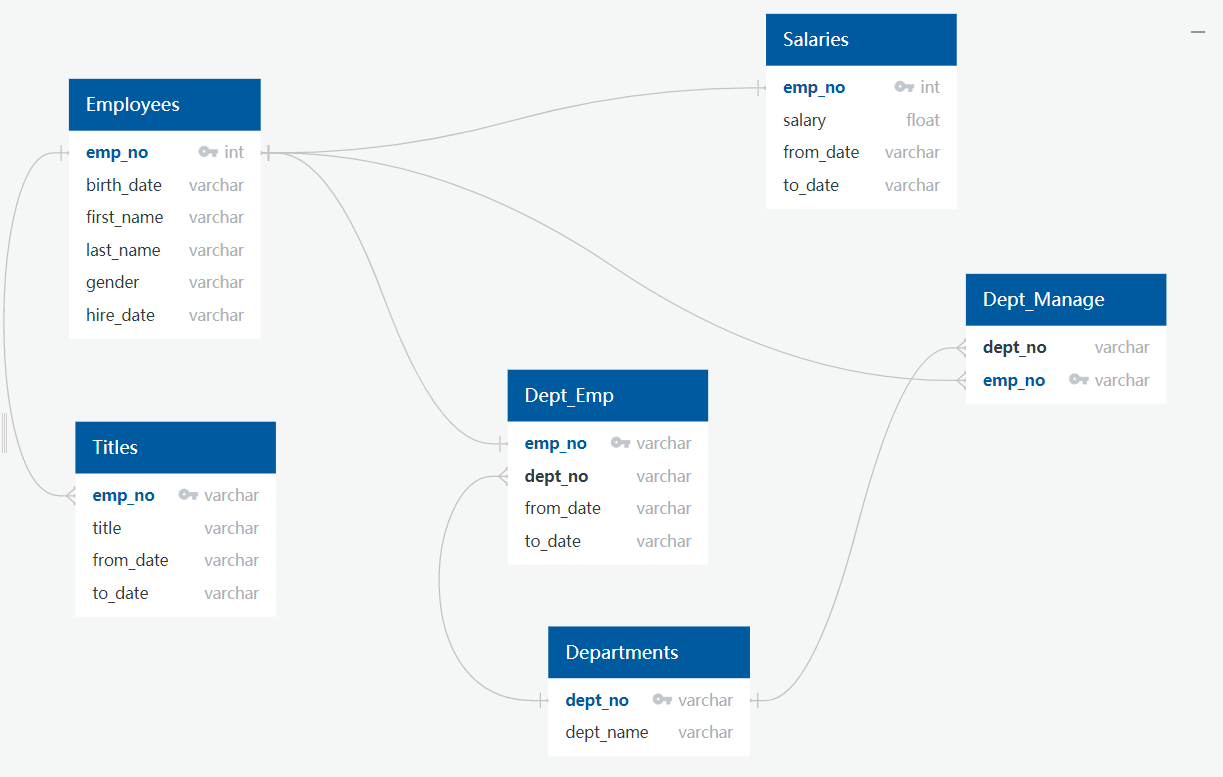 Employees
emp_no int
birth_date varchar
first_name varchar
last_name varchar
gender varchar
hire_date varchar
Salaries
emp_no int
salary float
from_date varchar
to_date varchar
Dept_Manage
dept_no varchar
emp_no varchar
Dept_Emp
emp_no varchar
dept_no varchar
from_date varchar
to_date varchar
Titles
emp_no varchar
title varchar
from_date varchar
to_date varchar
Departments
dept_no varchar
dept_name varchar